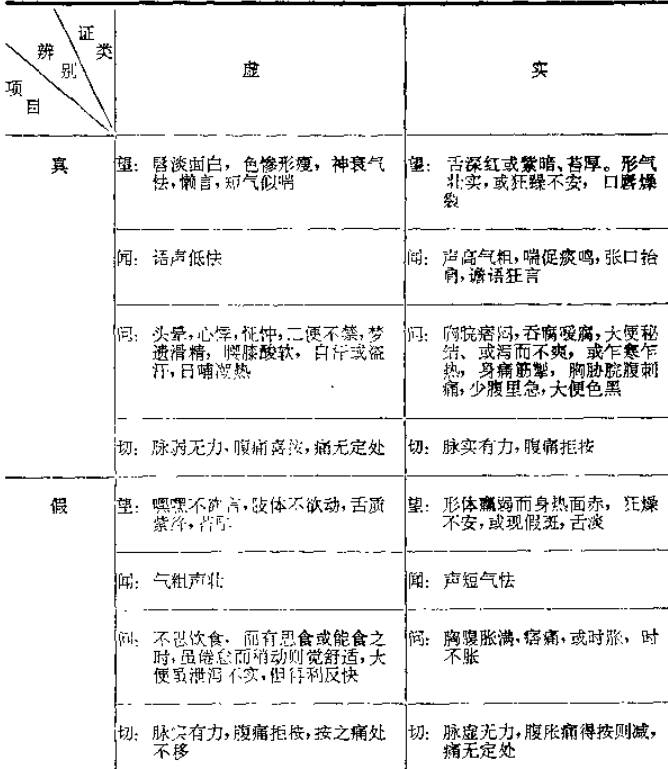 证类
辨别
项目
虚
实
真
望：唇淡面白，色惨形瘦，神衰气
怯，懒言，短气似喘
望：舌深红或紫暗、苔厚。形气
壮实，或狂躁不安，口唇燥
裂
闻：语声低怯
闻：声高气粗，喘促痰鸣，张口抬
肩，谵语狂言
问：头晕，心悸，怔忡，二便不禁，梦
遗滑精，腰膝酸软，自汗或盗
汗，日晡潮热
问：胸脘痞闷，吞腐嗳腐，大便秘
结、或泻而不爽，或乍寒乍
热，身痛筋掣，胸胁脘腹刺
痛，少腹里急，大便色黑
切：脉弱无力，腹痛喜按，痛无定处
切：脉实有力，腹痛拒按
假
望：嘿嘿不欲言，肢体不欲动，舌质
紫绛，苔厚
望：形体羸弱而身热面赤，狂燥
不安，或现假斑，舌淡
闻：气粗声壮
闻：声短气怯
问：不思饮食，而有思食或能食之
时，虽倦怠而稍动则觉舒适，大
便虽泄泻不实，但得利反快
问：胸腹胀满，痞痛，或时胀，时
不胀
切：脉实有力，腹痛拒按，按之痛处
不移
切：脉虚无力，腹胀痛得按则减，
痛无定处